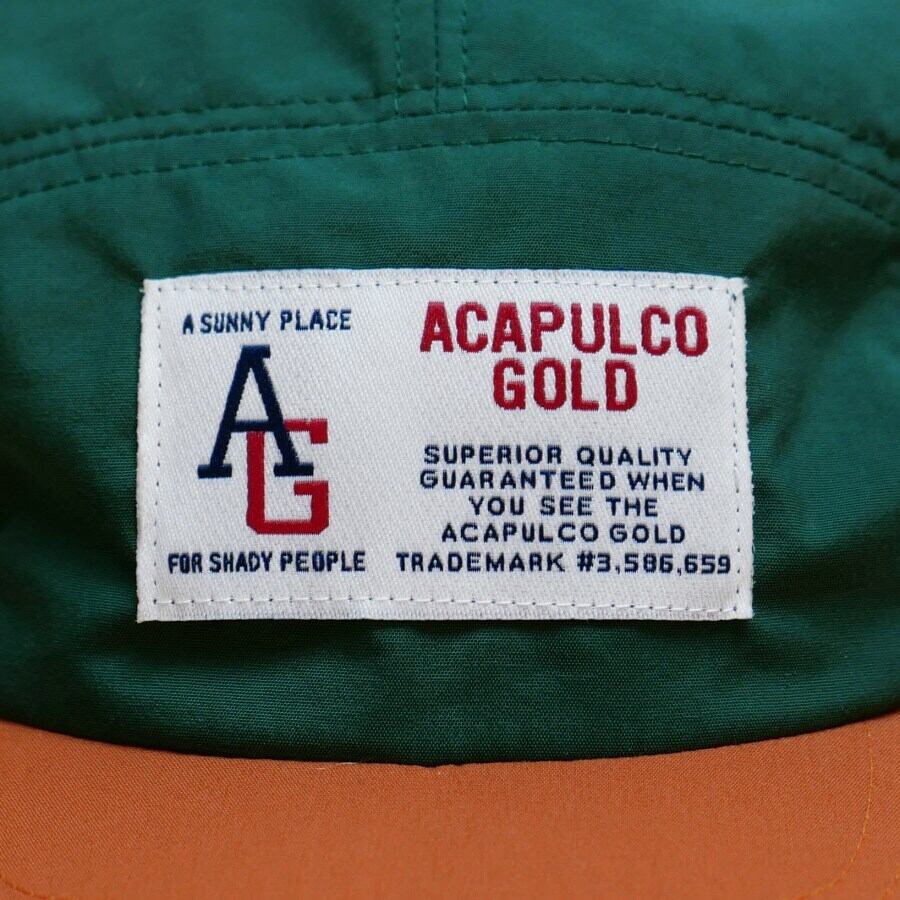 A SUNNY PLACE
AG
FOR SHADY PEOPLE
ACAPULCO
GOLD
SUPERIOR QUALITY
GUARANTEED WHEN
YOU SEE THE
ACAPULCO GOLD
TRADEMARK #3,586,659